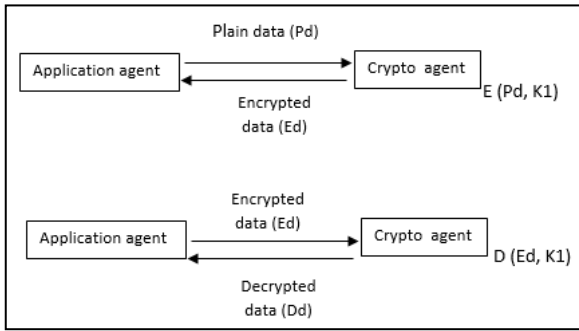 Plain data (Pd)
Application agent
Crypto agent
E (Pd, K1)
Encrypted
data (Ed)
Encrypted
data (Ed)
Application agent
Crypto agent
D (Ed, K1)
Decrypted
data (Dd)